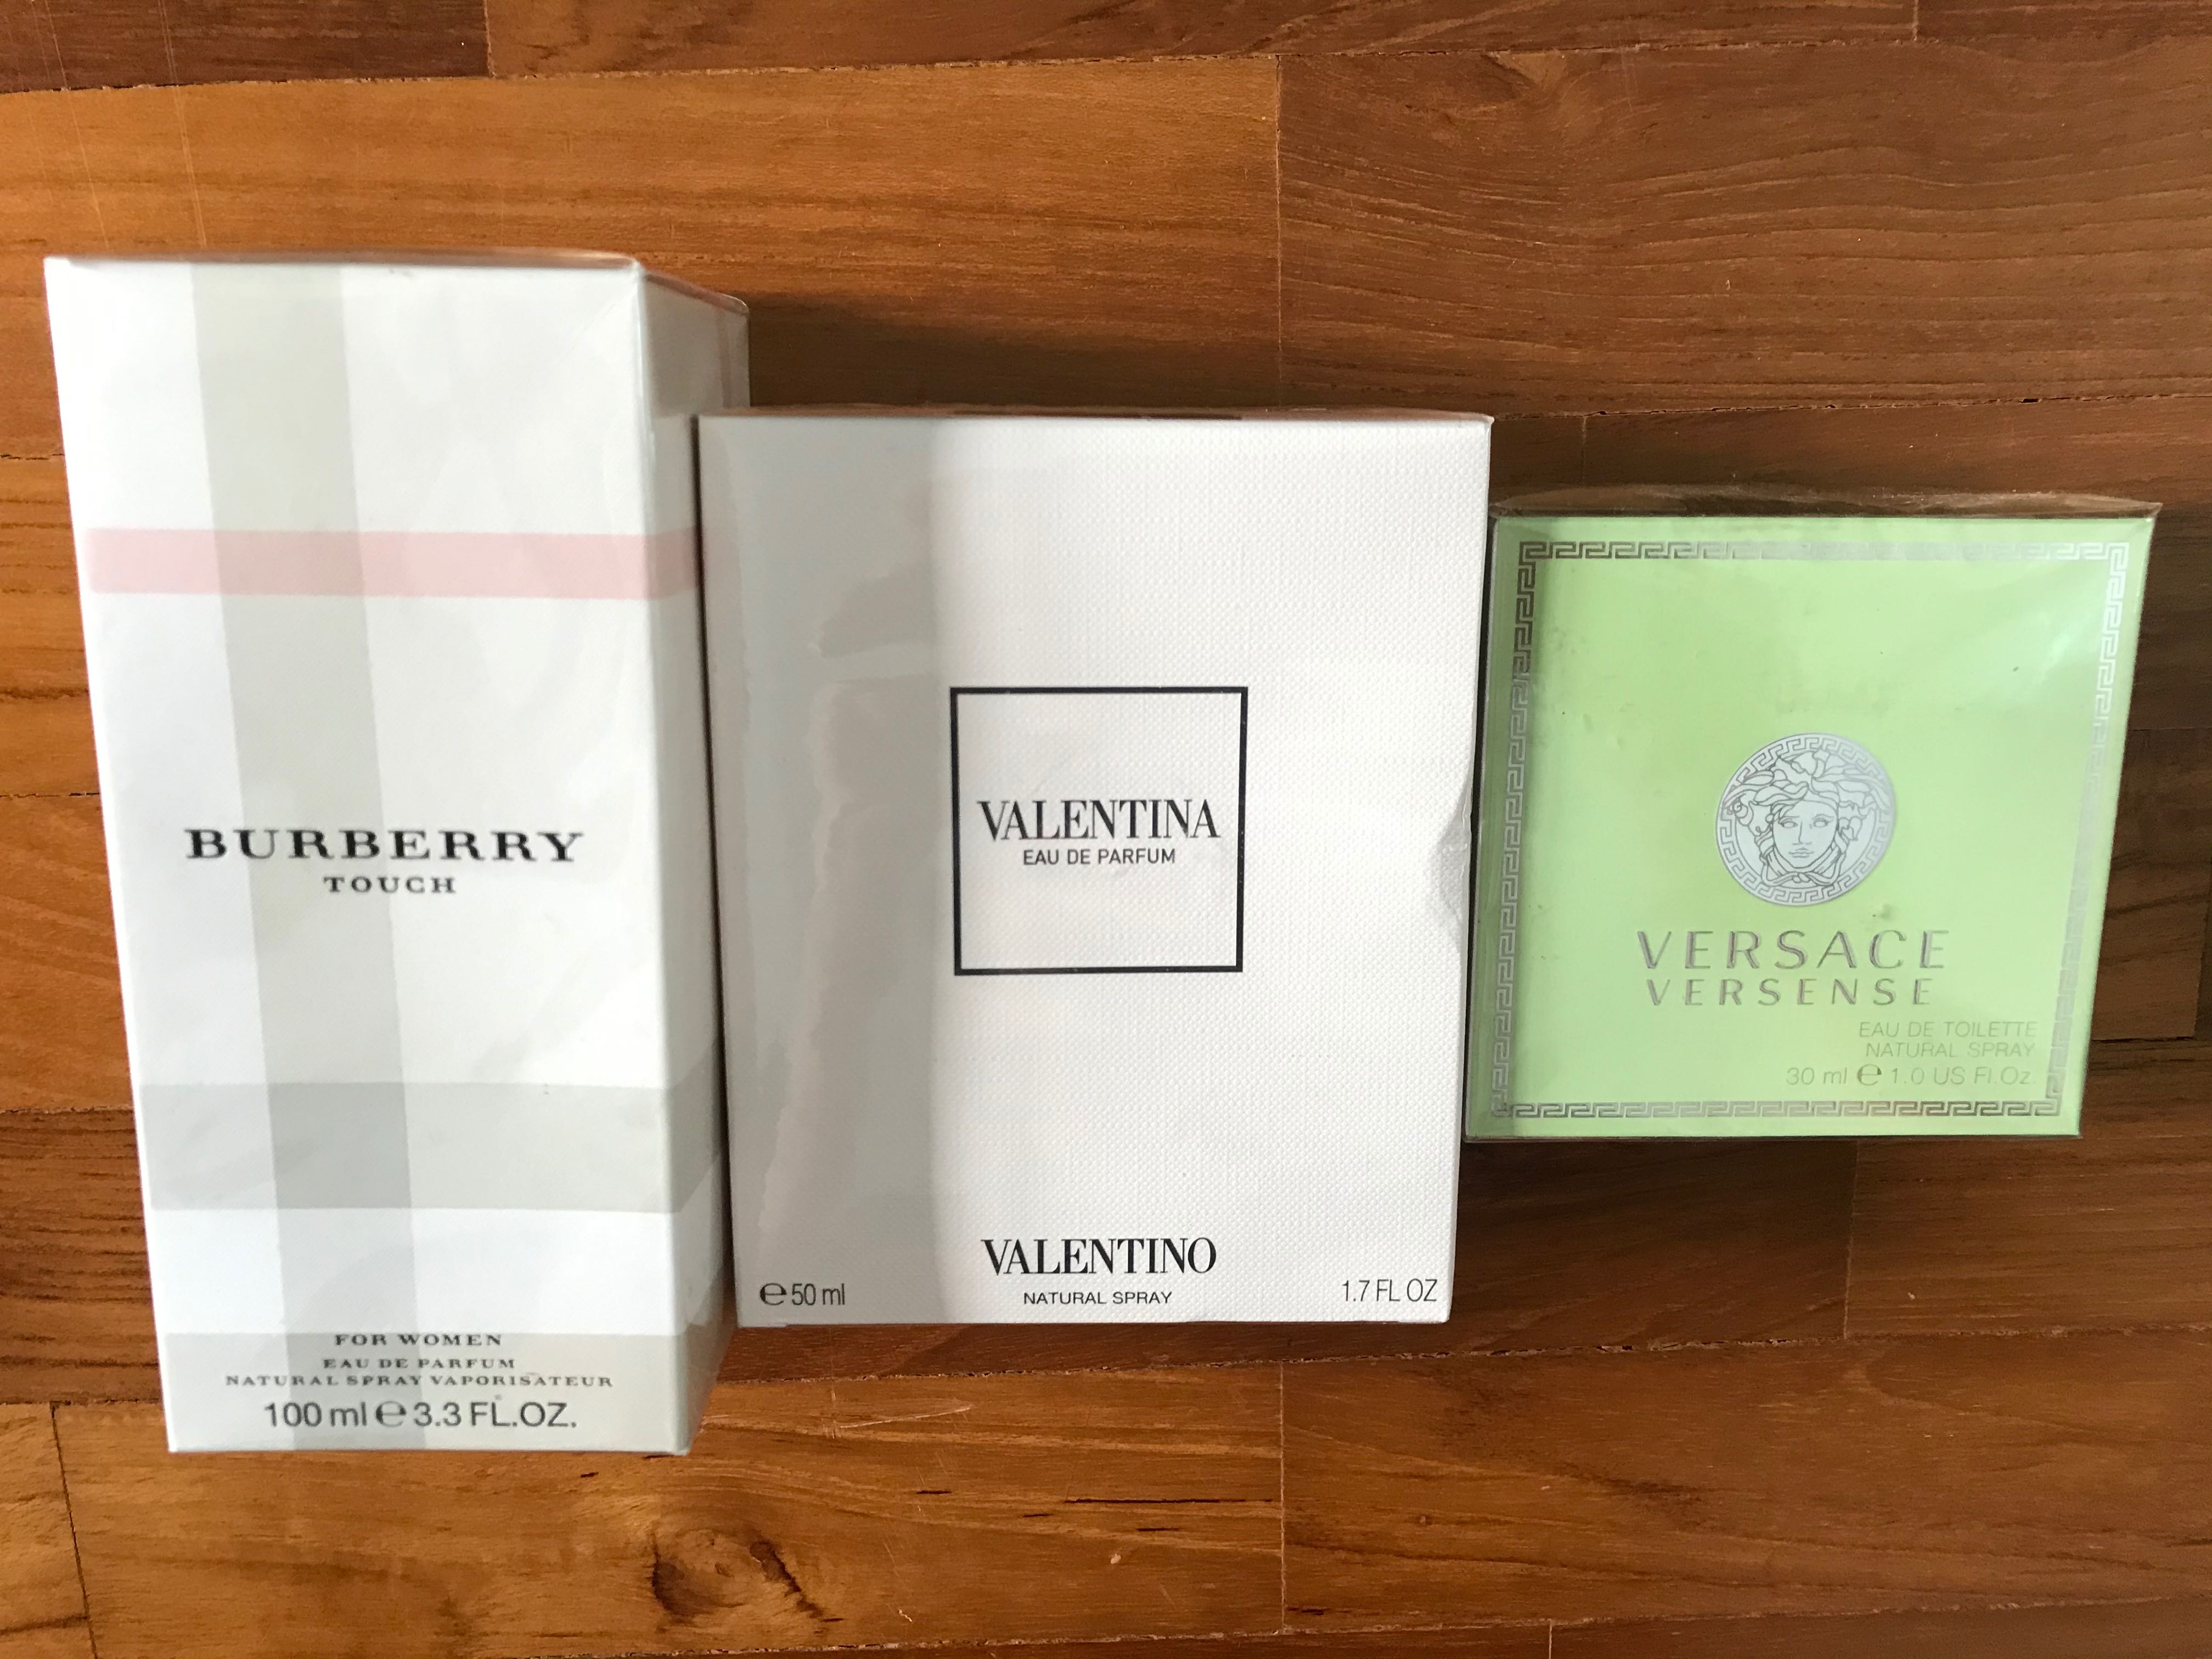 BURBERRY
TOUCH
FOR WOMEN
EAU DE PARFUM
NATURAL SPRAY VAPORISATEUR
100 ml e 3.3 FL.OZ.
VALENTINA
EAU DE PARFUM
VALENTINO
NATURAL SPRAY
e 50 ml
1.7 FL OZ
VERSACE
VERSENSE
EAU DE TOILETTE
NATURAL SPRAY
30 ml e 1.0 US Fl.Oz.